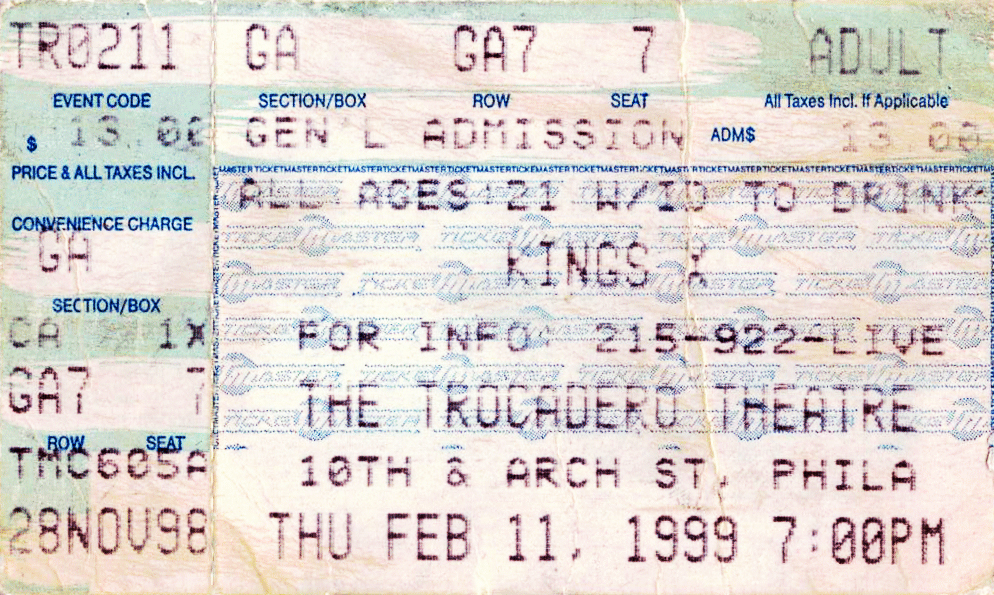 TR0211 GA GA7 7 ADULT
EVENT CODE SECTION/BOX ROW SEAT All Taxes Incl. If Applicable
$ 13.00 GEN'L ADMISSION ADM$ 13.00
PRICE & ALL TAXES INCL.
ALL AGES 21 W/ID TO DRINK
CONVENIENCE CHARGE
GA KINGS X
SECTION/BOX
CA 1X FOR INFO 215-922-LIVE
GA7 7 THE TROCADERO THEATRE
ROW SEAT
TMC605A 10TH & ARCH ST. PHILA
28NOV98 THU FEB 11, 1999 7:00PM